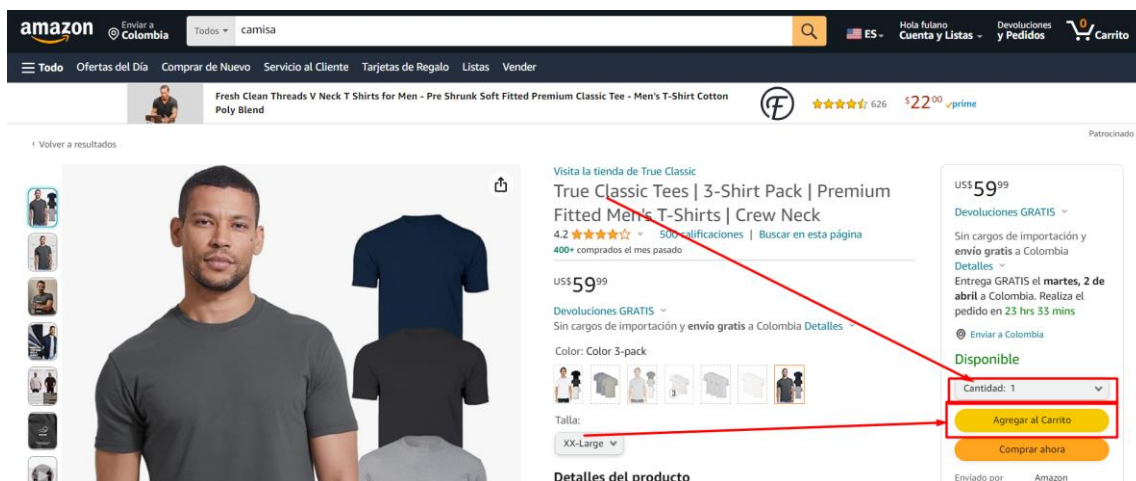 amazon
Enviar a
Colombia
Todos
camisa
ES
Hola fulano
Cuenta y Listas
Devoluciones
y Pedidos
0
Carrito
Todo Ofertas del Día Comprar de Nuevo Servicio al Cliente Tarjetas de Regalo Listas Vender
Fresh Clean Threads V Neck T Shirts for Men - Pre Shrunk Soft Fitted Premium Classic Tee - Men's T-Shirt Cotton
Poly Blend
626 $2200 prime
Patrocinado
‹ Volver a resultados
Visita la tienda de True Classic
True Classic Tees | 3-Shirt Pack | Premium
Fitted Men's T-Shirts | Crew Neck
4.2 500 calificaciones | Buscar en esta página
400+ comprados el mes pasado
US$5999
Devoluciones GRATIS
Sin cargos de importación y envío gratis a Colombia Detalles
Color: Color 3-pack
Talla:
XX-Large
Detalles del producto
US$5999
Devoluciones GRATIS
Sin cargos de importación y
envío gratis a Colombia
Detalles
Entrega GRATIS el martes, 2 de
abril a Colombia. Realiza el
pedido en 23 hrs 33 mins
Enviar a Colombia
Disponible
Cantidad: 1
Agregar al Carrito
Comprar ahora
Enviado por Amazon